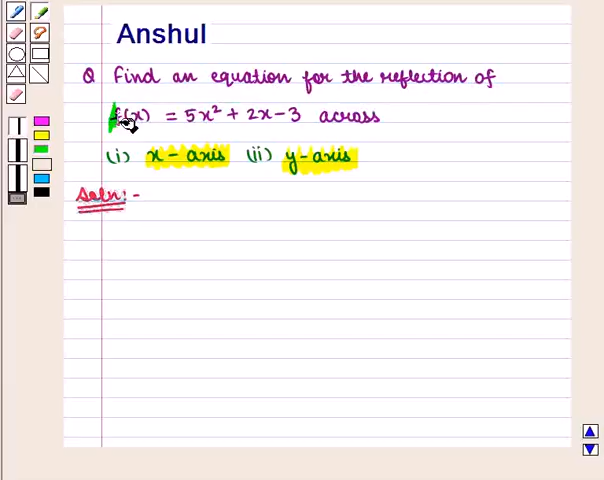 Anshul
Q Find an equation for the reflection of
f(x) = 5x² + 2x - 3 across
(i) x - axis (ii) y - axis
Soln: -